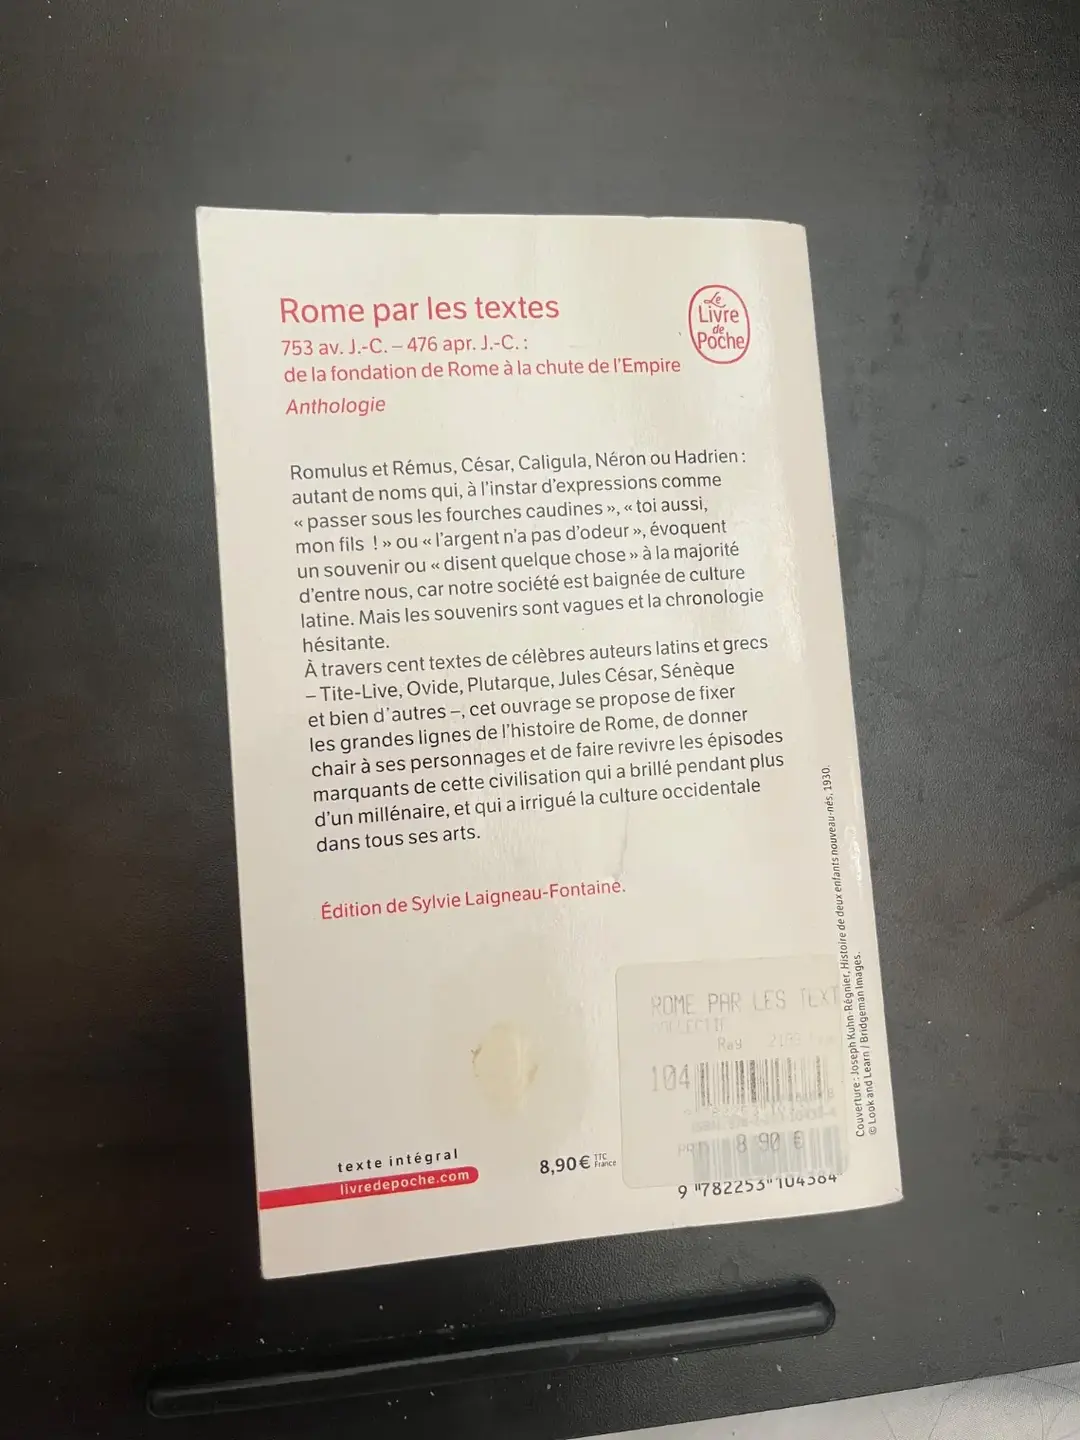 Rome par les textes
753 av. J.-C. – 476 apr. J.-C. :
de la fondation de Rome à la chute de l'Empire
Anthologie
Le
Livre
de
Poche
Romulus et Rémus, César, Caligula, Néron ou Hadrien :
autant de noms qui, à l'instar d'expressions comme
« passer sous les fourches caudines », « toi aussi,
mon fils ! » ou « l'argent n'a pas d'odeur », évoquent
un souvenir ou « disent quelque chose » à la majorité
d'entre nous, car notre société est baignée de culture
latine. Mais les souvenirs sont vagues et la chronologie
hésitante.
À travers cent textes de célèbres auteurs latins et grecs
– Tite-Live, Ovide, Plutarque, Jules César, Sénèque
et bien d'autres –, cet ouvrage se propose de fixer
les grandes lignes de l'histoire de Rome, de donner
chair à ses personnages et de faire revivre les épisodes
marquants de cette civilisation qui a brillé pendant plus
d'un millénaire, et qui a irrigué la culture occidentale
dans tous ses arts.
Édition de Sylvie Laigneau-Fontaine.
Couverture : Joseph Kuhn-Régnier, Histoire de deux enfants nouveau-nés, 1930.
© Look and Learn / Bridgeman Images.
ROME PAR LES TEXT
COLLECTIF
Ray
104
8,90 €
texte intégral
livredepoche.com
8,90 € TTC France
9 782253 104384